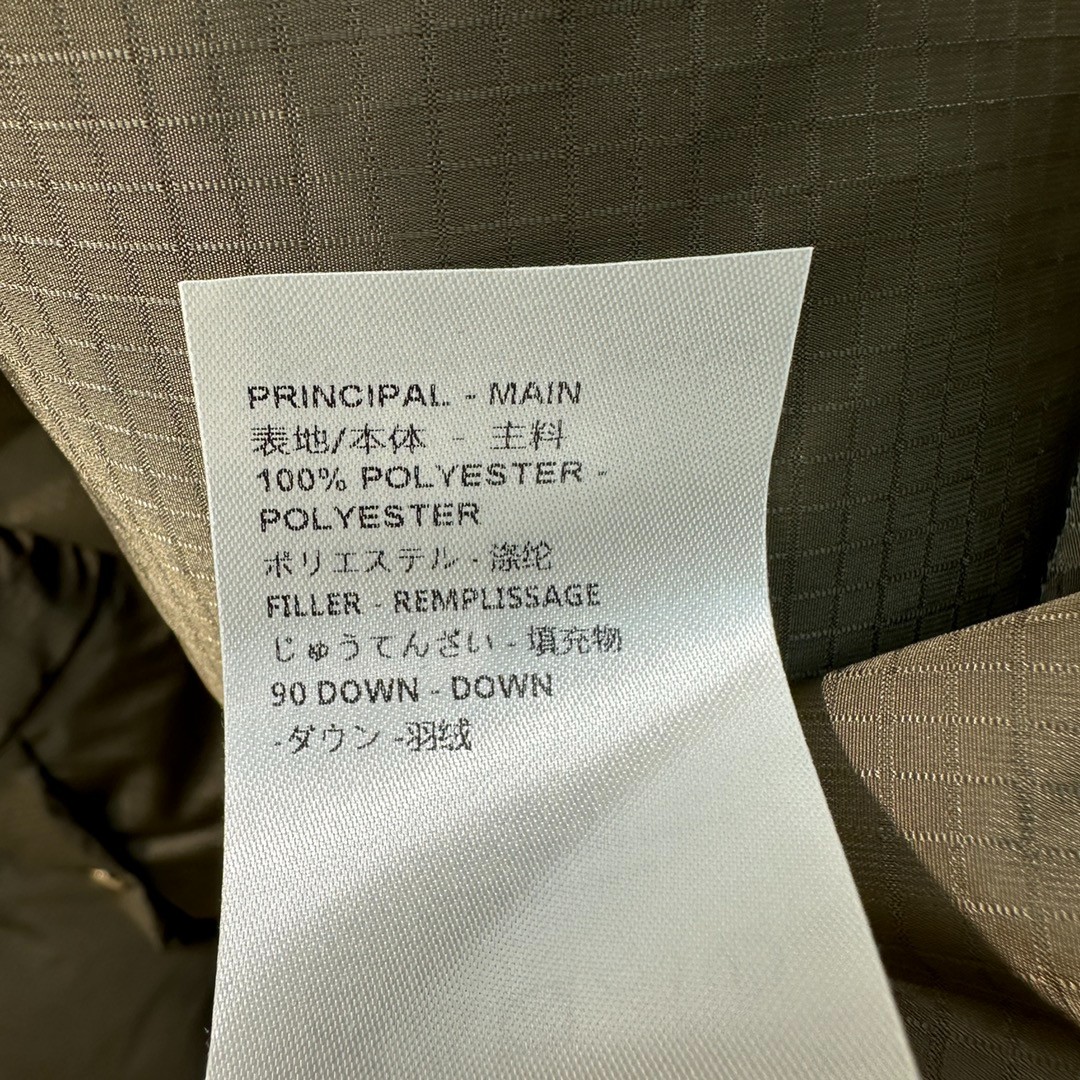 PRINCIPAL - MAIN
表地/本体 - 主料
100% POLYESTER -
POLYESTER
ポリエステル - 涤纶
FILLER - REMPLISSAGE
じゅうてんざい - 填充物
90 DOWN - DOWN
-ダウン -羽绒